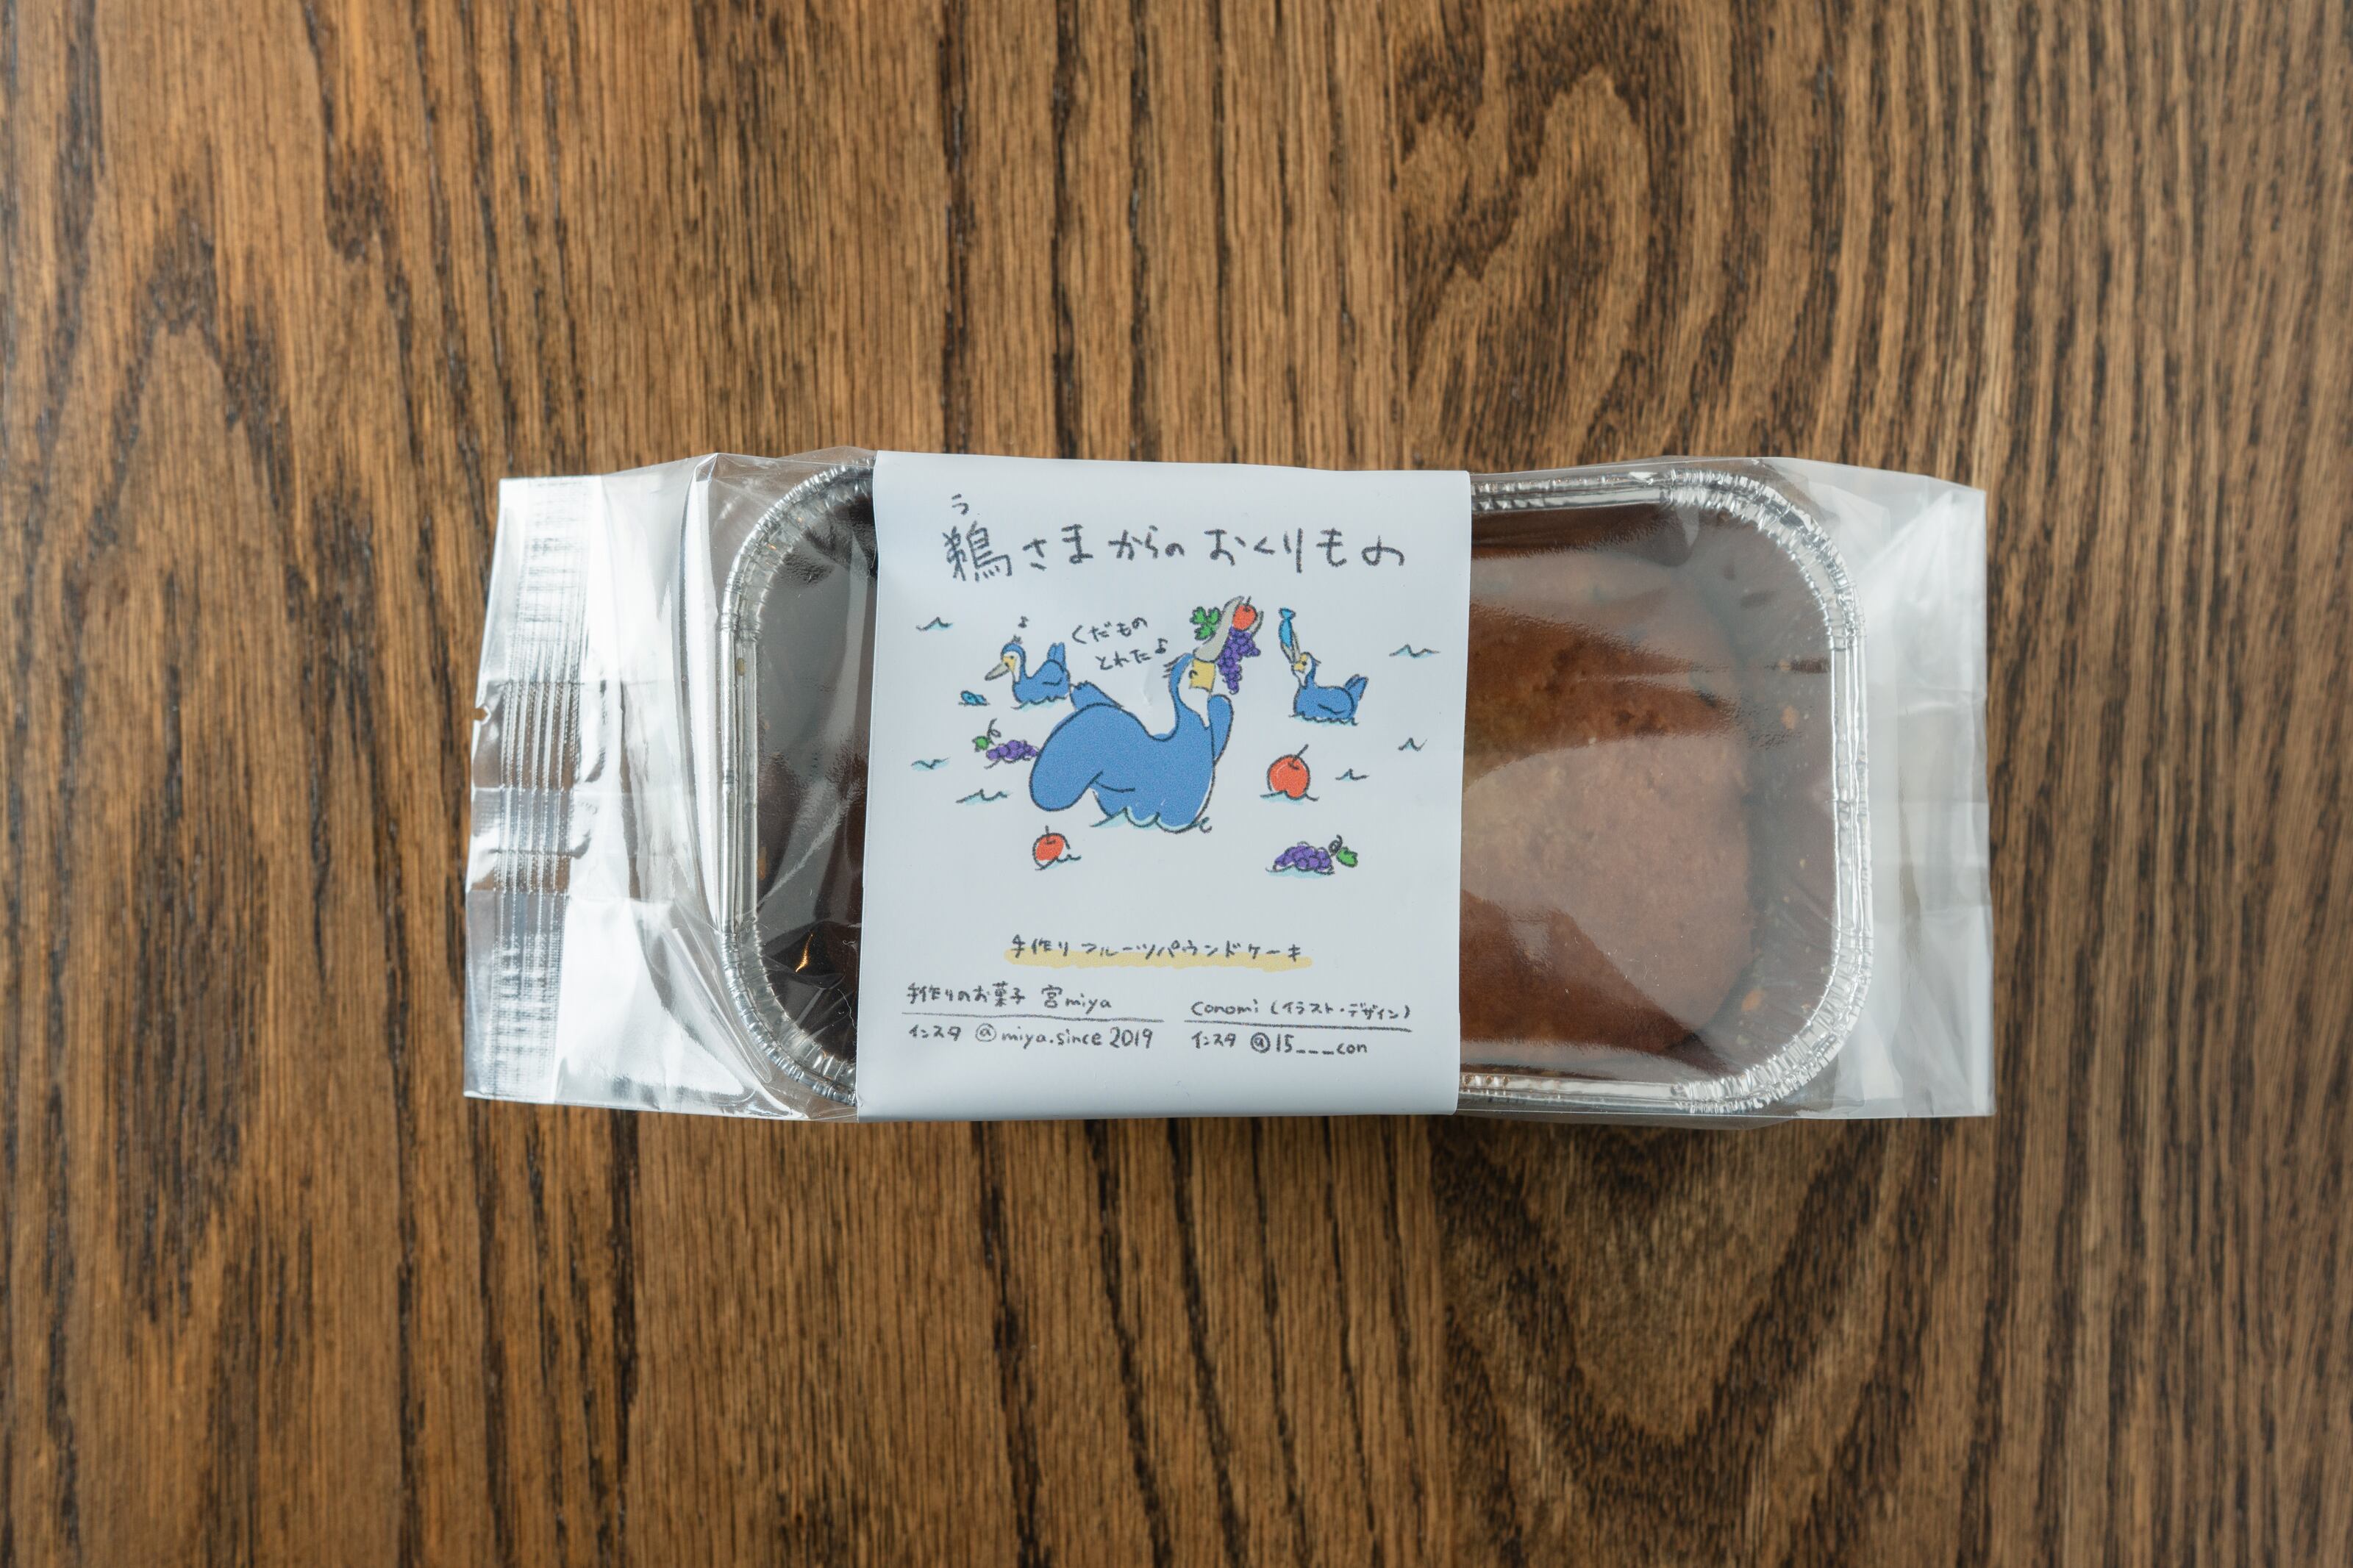 う
鵜さまからのおくりもの
くだもの
とれた♪
手作りフルーツパウンドケーキ
手作りのお菓子 宮miya
インスタ @miya.since2019
conomi (イラスト・デザイン)
インスタ @15___con